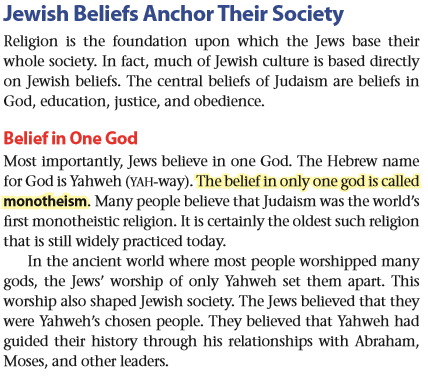 Jewish Beliefs Anchor Their Society
Religion is the foundation upon which the Jews base their
whole society. In fact, much of Jewish culture is based directly
on Jewish beliefs. The central beliefs of Judaism are beliefs in
God, education, justice, and obedience.
Belief in One God
Most importantly, Jews believe in one God. The Hebrew name
for God is Yahweh (YAH-way). The belief in only one god is called
monotheism. Many people believe that Judaism was the world's
first monotheistic religion. It is certainly the oldest such religion
that is still widely practiced today.
In the ancient world where most people worshipped many
gods, the Jews' worship of only Yahweh set them apart. This
worship also shaped Jewish society. The Jews believed that they
were Yahweh's chosen people. They believed that Yahweh had
guided their history through his relationships with Abraham,
Moses, and other leaders.